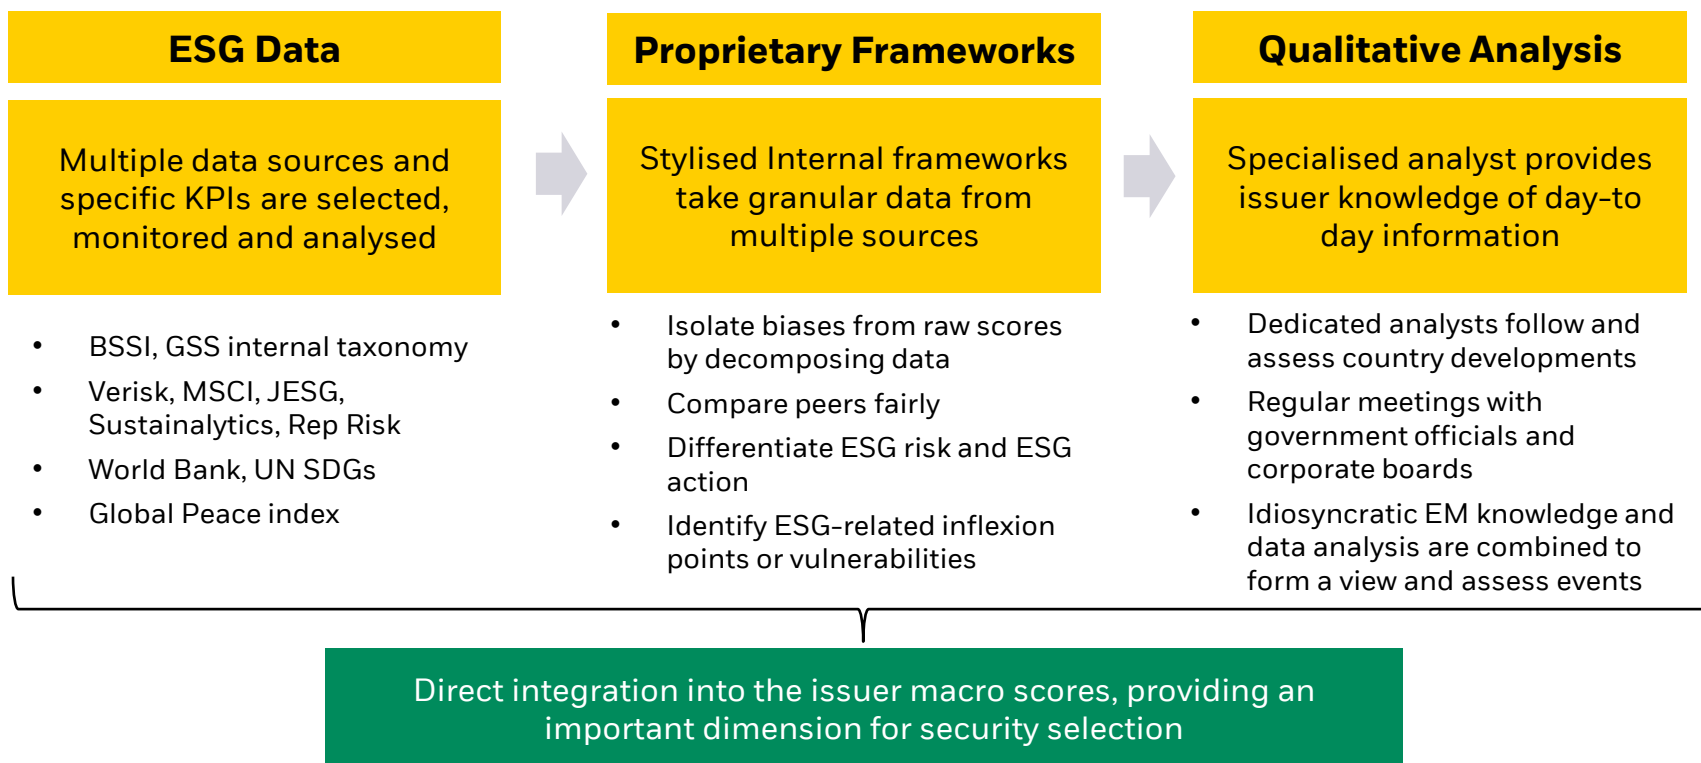 ESG Data
Multiple data sources and
specific KPIs are selected,
monitored and analysed
• BSSI, GSS internal taxonomy
• Verisk, MSCI, JESG,
Sustainalytics, Rep Risk
• World Bank, UN SDGs
• Global Peace index
Proprietary Frameworks
Stylised Internal frameworks
take granular data from
multiple sources
• Isolate biases from raw scores
by decomposing data
• Compare peers fairly
• Differentiate ESG risk and ESG
action
• Identify ESG-related inflexion
points or vulnerabilities
Qualitative Analysis
Specialised analyst provides
issuer knowledge of day-to
day information
• Dedicated analysts follow and
assess country developments
• Regular meetings with
government officials and
corporate boards
• Idiosyncratic EM knowledge and
data analysis are combined to
form a view and assess events
Direct integration into the issuer macro scores, providing an
important dimension for security selection